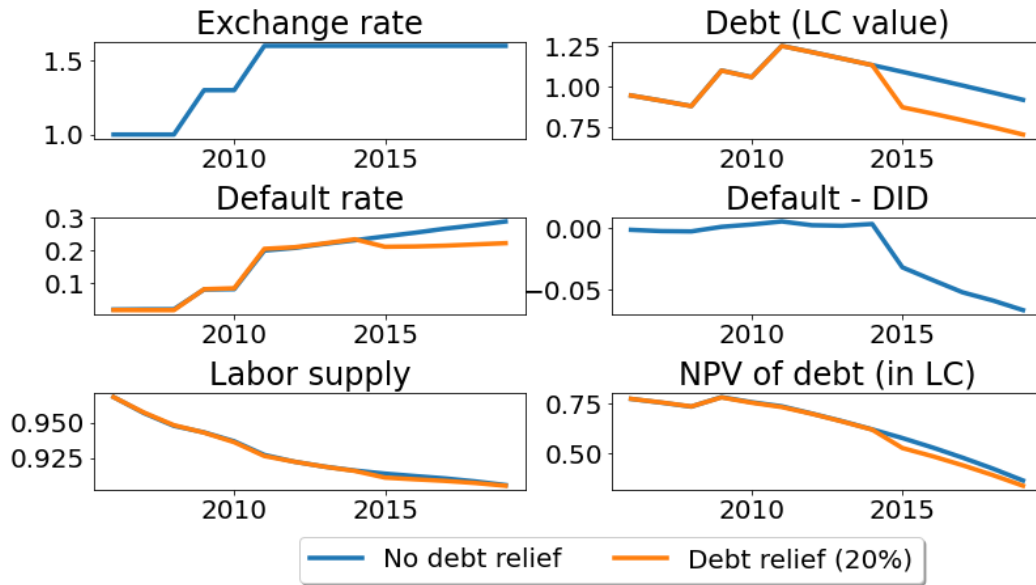 Exchange rate
1.5
1.0
2010 2015
Debt (LC value)
1.25
1.00
0.75
2010 2015
Default rate
0.3
0.2
0.1
2010 2015
Default - DID
0.00
−0.05
2010 2015
Labor supply
0.950
0.925
2010 2015
NPV of debt (in LC)
0.75
0.50
2010 2015
No debt relief Debt relief (20%)